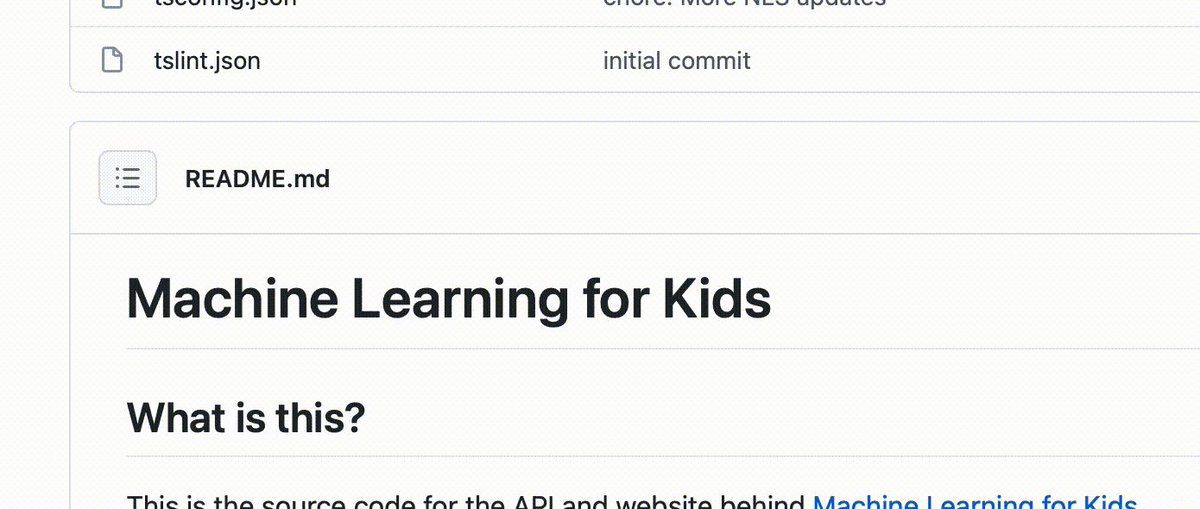 tsconfig.json chore: More NLS updates
tslint.json initial commit
README.md
Machine Learning for Kids
What is this?
This is the source code for the API and website behind Machine Learning for Kids